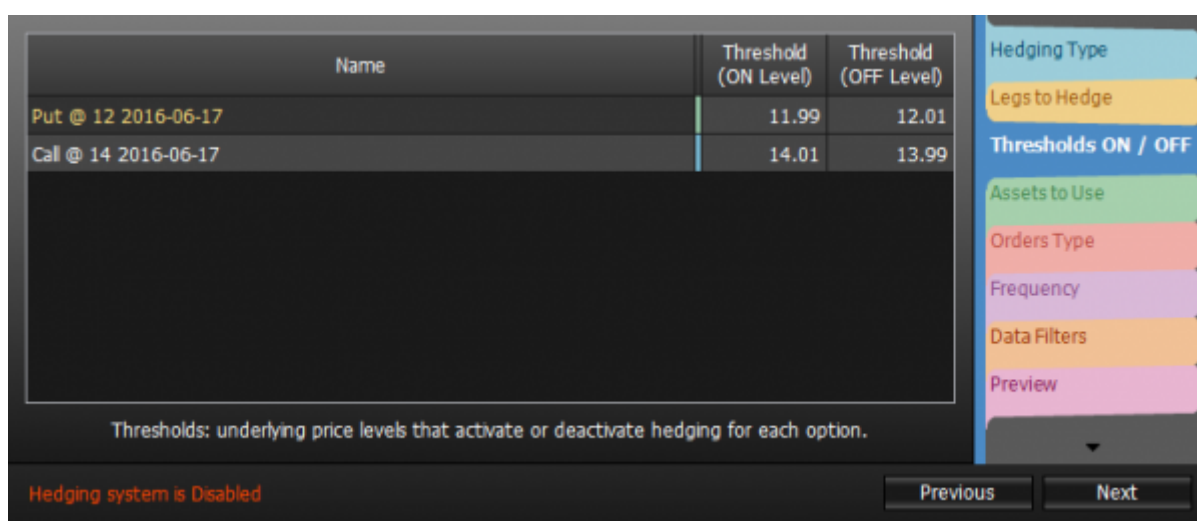 Name
Threshold (ON Level)
Threshold (OFF Level)
Put @ 12 2016-06-17 11.99 12.01
Call @ 14 2016-06-17 14.01 13.99
Thresholds: underlying price levels that activate or deactivate hedging for each option.
Hedging system is Disabled
Previous
Next
Hedging Type
Legs to Hedge
Thresholds ON / OFF
Assets to Use
Orders Type
Frequency
Data Filters
Preview